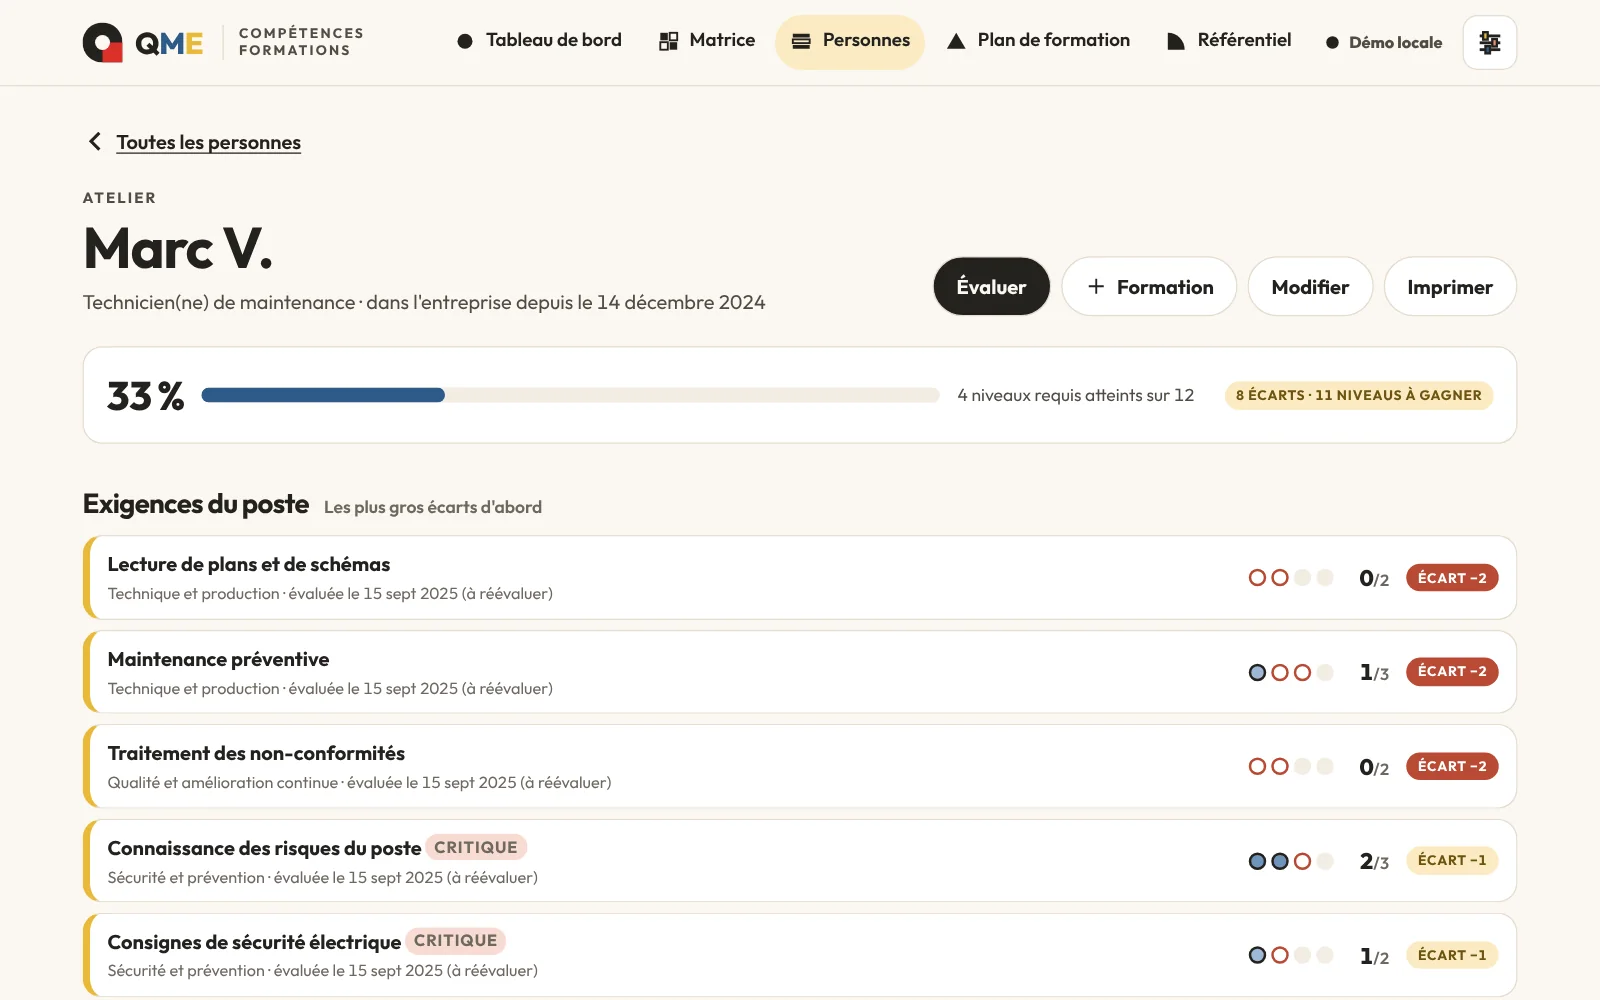 QME
COMPÉTENCES
FORMATIONS
Tableau de bord
Matrice
Personnes
Plan de formation
Référentiel
Démo locale
Toutes les personnes
ATELIER
Marc V.
Technicien(ne) de maintenance · dans l'entreprise depuis le 14 décembre 2024
Évaluer
+ Formation
Modifier
Imprimer
33 %
4 niveaux requis atteints sur 12
8 ÉCARTS · 11 NIVEAUS À GAGNER
Exigences du poste
Les plus gros écarts d'abord
Lecture de plans et de schémas
Technique et production · évaluée le 15 sept 2025 (à réévaluer)
0/2
ÉCART −2
Maintenance préventive
Technique et production · évaluée le 15 sept 2025 (à réévaluer)
1/3
ÉCART −2
Traitement des non-conformités
Qualité et amélioration continue · évaluée le 15 sept 2025 (à réévaluer)
0/2
ÉCART −2
Connaissance des risques du poste CRITIQUE
Sécurité et prévention · évaluée le 15 sept 2025 (à réévaluer)
2/3
ÉCART −1
Consignes de sécurité électrique CRITIQUE
Sécurité et prévention · évaluée le 15 sept 2025 (à réévaluer)
1/2
ÉCART −1